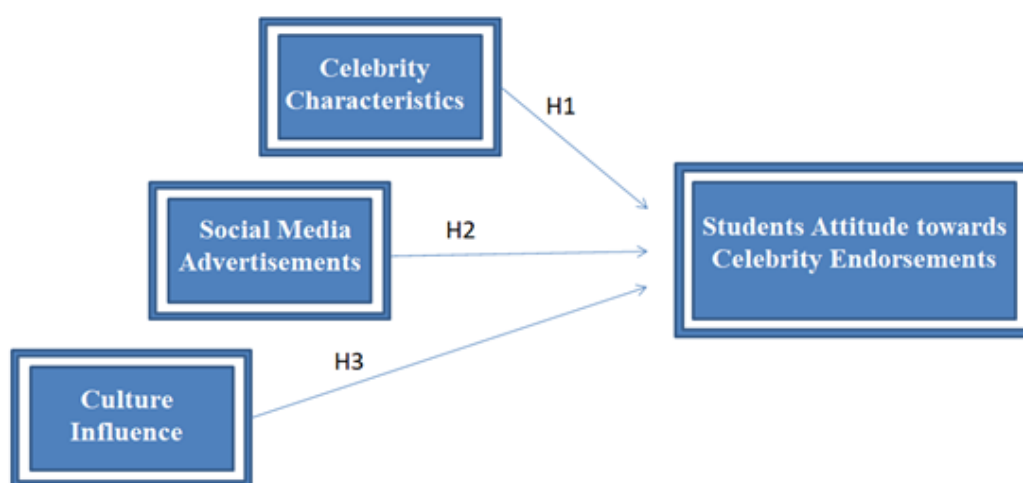 Celebrity
Characteristics
H1
Social Media
Advertisements
H2
Students Attitude towards
Celebrity Endorsements
H3
Culture
Influence